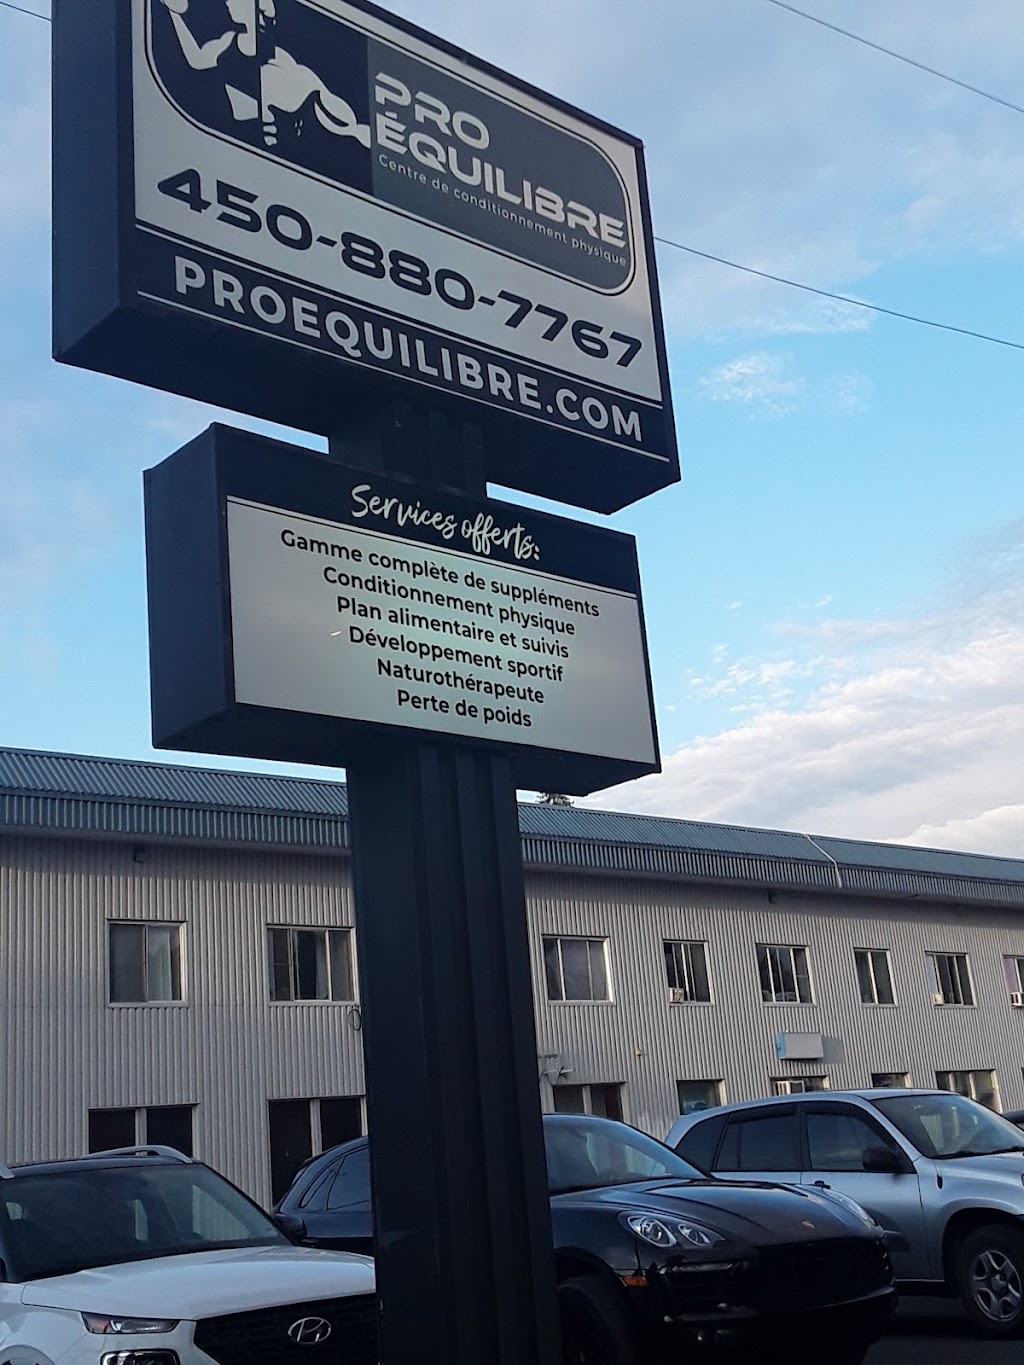 PRO
ÉQUILIBRE
Centre de conditionnement physique
450-880-7767
PROEQUILIBRE.COM
Services offerts:
Gamme complète de suppléments
Conditionnement physique
Plan alimentaire et suivis
Développement sportif
Naturothérapeute
Perte de poids